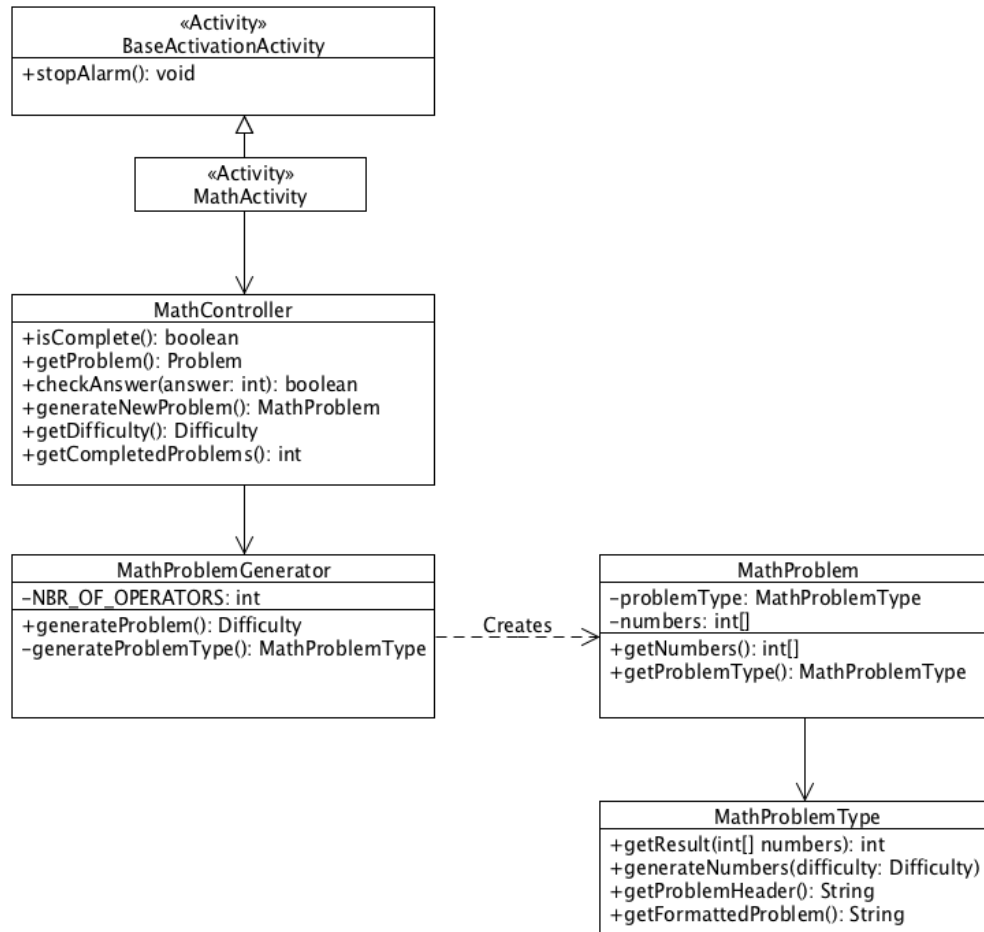 «Activity»
BaseActivationActivity
+stopAlarm(): void
«Activity»
MathActivity
MathController
+isComplete(): boolean
+getProblem(): Problem
+checkAnswer(answer: int): boolean
+generateNewProblem(): MathProblem
+getDifficulty(): Difficulty
+getCompletedProblems(): int
MathProblemGenerator
-NBR_OF_OPERATORS: int
+generateProblem(): Difficulty
-generateProblemType(): MathProblemType
Creates
MathProblem
-problemType: MathProblemType
-numbers: int[]
+getNumbers(): int[]
+getProblemType(): MathProblemType
MathProblemType
+getResult(int[] numbers): int
+generateNumbers(difficulty: Difficulty)
+getProblemHeader(): String
+getFormattedProblem(): String